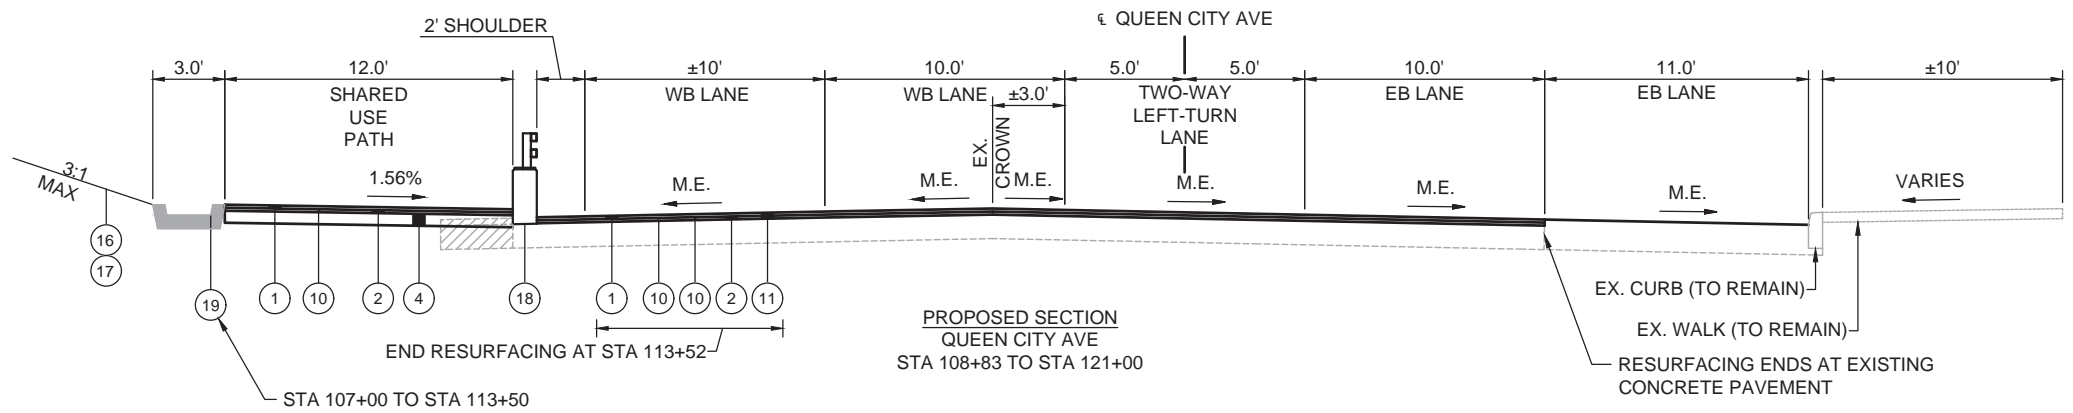 ℄ QUEEN CITY AVE
2' SHOULDER
3.0'
12.0'
±10'
10.0'
5.0'
5.0'
10.0'
11.0'
±10'
SHARED
USE
PATH
WB LANE
WB LANE
±3.0'
TWO-WAY
LEFT-TURN
LANE
EB LANE
EB LANE
EX.
CROWN
3:1
MAX
1.56%
M.E.
M.E.
M.E.
M.E.
M.E.
M.E.
VARIES
16
17
19
1
10
2
4
18
1
10
10
2
11
EX. CURB (TO REMAIN)
EX. WALK (TO REMAIN)
END RESURFACING AT STA 113+52
PROPOSED SECTION
QUEEN CITY AVE
STA 108+83 TO STA 121+00
RESURFACING ENDS AT EXISTING
CONCRETE PAVEMENT
STA 107+00 TO STA 113+50